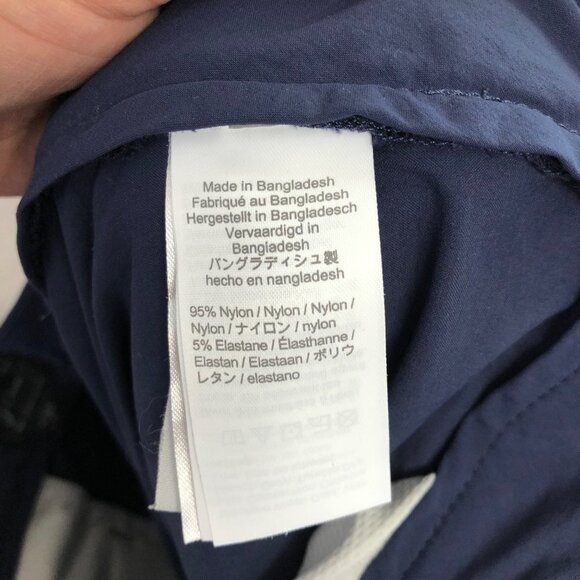 Made in Bangladesh
Fabriqué au Bangladesh
Hergestellt in Bangladesch
Vervaardigd in
Bangladesh
バングラディシュ製
hecho en nangladesh
95% Nylon / Nylon / Nylon /
Nylon / ナイロン / nylon
5% Elastane / Élasthanne /
Elastan / Elastaan / ポリウ
レタン / elastano